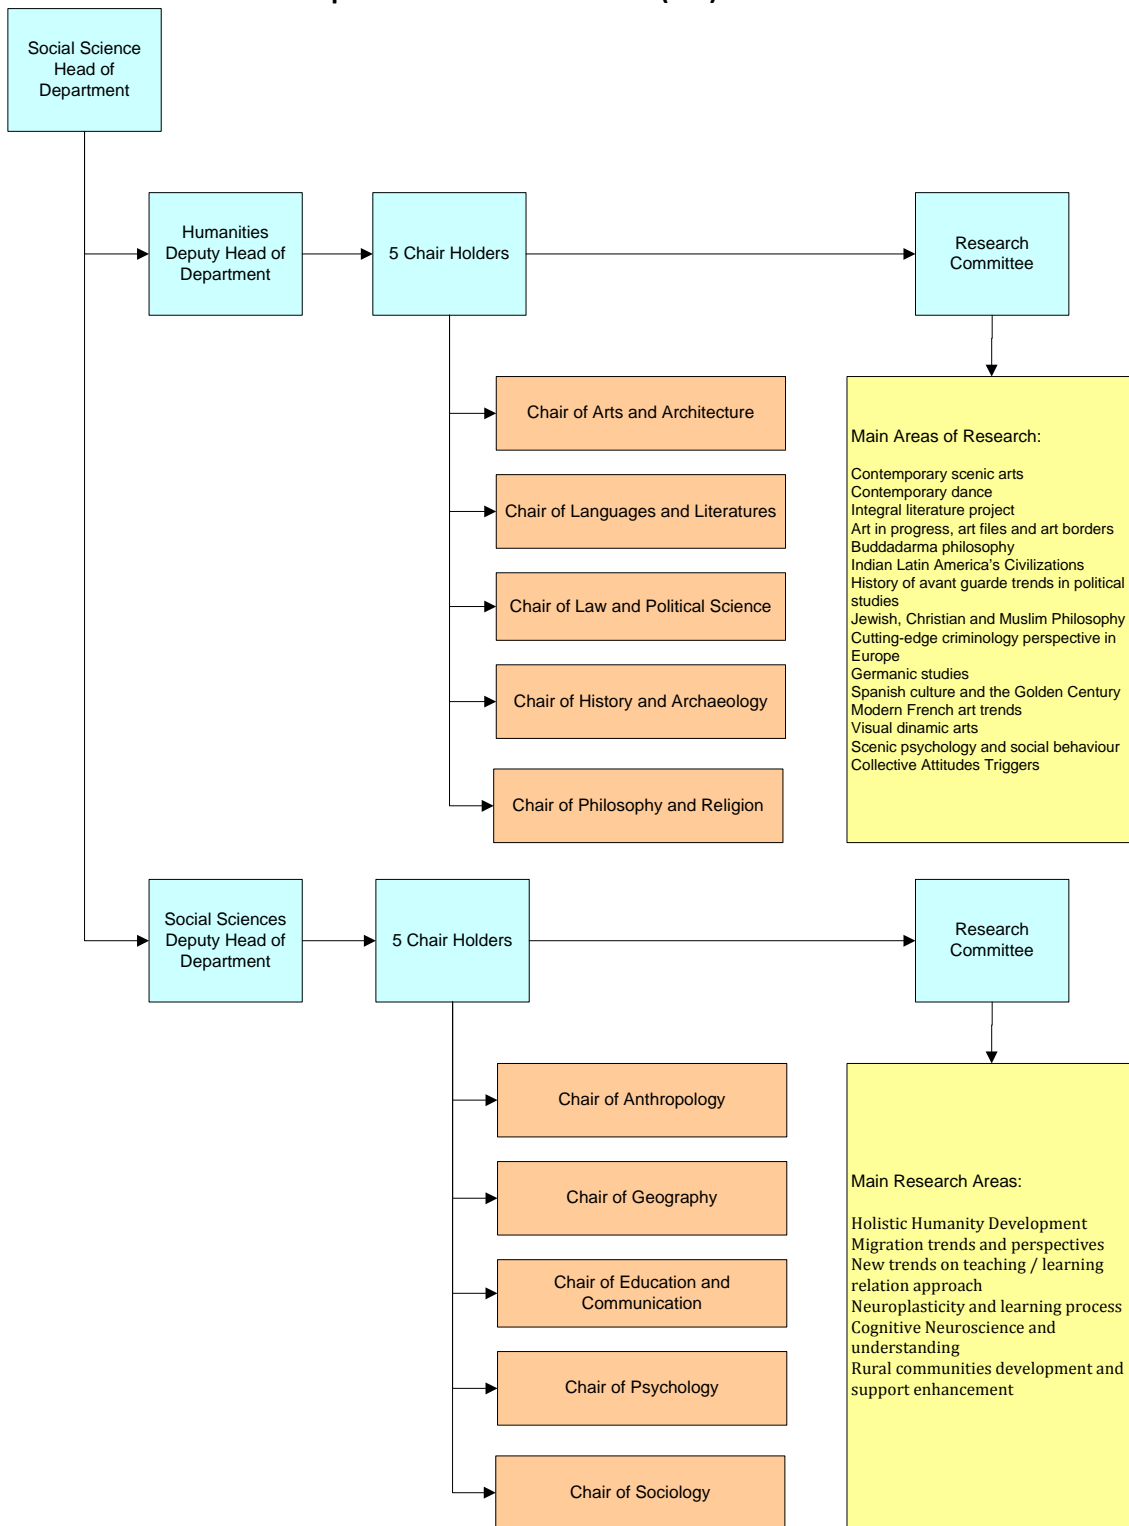 Social Science
Head of
Department
Humanities
Deputy Head of
Department
5 Chair Holders
Research
Committee
Chair of Arts and Architecture
Chair of Languages and Literatures
Chair of Law and Political Science
Chair of History and Archaeology
Chair of Philosophy and Religion
Main Areas of Research:
Contemporary scenic arts
Contemporary dance
Integral literature project
Art in progress, art files and art borders
Buddadarma philosophy
Indian Latin America's Civilizations
History of avant guarde trends in political
studies
Jewish, Christian and Muslim Philosophy
Cutting-edge criminology perspective in
Europe
Germanic studies
Spanish culture and the Golden Century
Modern French art trends
Visual dinamic arts
Scenic psychology and social behaviour
Collective Attitudes Triggers
Social Sciences
Deputy Head of
Department
5 Chair Holders
Research
Committee
Chair of Anthropology
Chair of Geography
Chair of Education and
Communication
Chair of Psychology
Chair of Sociology
Main Research Areas:
Holistic Humanity Development
Migration trends and perspectives
New trends on teaching / learning
relation approach
Neuroplasticity and learning process
Cognitive Neuroscience and
understanding
Rural communities development and
support enhancement